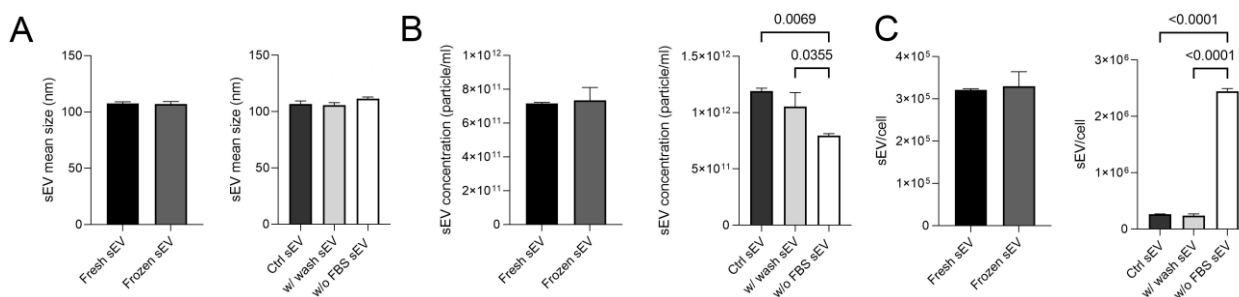 A
sEV mean size (nm)
150
100
50
0
Fresh sEV
Frozen sEV
sEV mean size (nm)
150
100
50
0
Ctrl sEV
w/ wash sEV
w/o FBS sEV
B
sEV concentration (particle/ml)
1×10¹²
8×10¹¹
6×10¹¹
4×10¹¹
2×10¹¹
0
Fresh sEV
Frozen sEV
0.0069
0.0355
sEV concentration (particle/ml)
1.5×10¹²
1×10¹²
5×10¹¹
0
Ctrl sEV
w/ wash sEV
w/o FBS sEV
C
sEV/cell
4×10⁵
3×10⁵
2×10⁵
1×10⁵
0
Fresh sEV
Frozen sEV
<0.0001
<0.0001
sEV/cell
3×10⁶
2×10⁶
1×10⁶
0
Ctrl sEV
w/ wash sEV
w/o FBS sEV